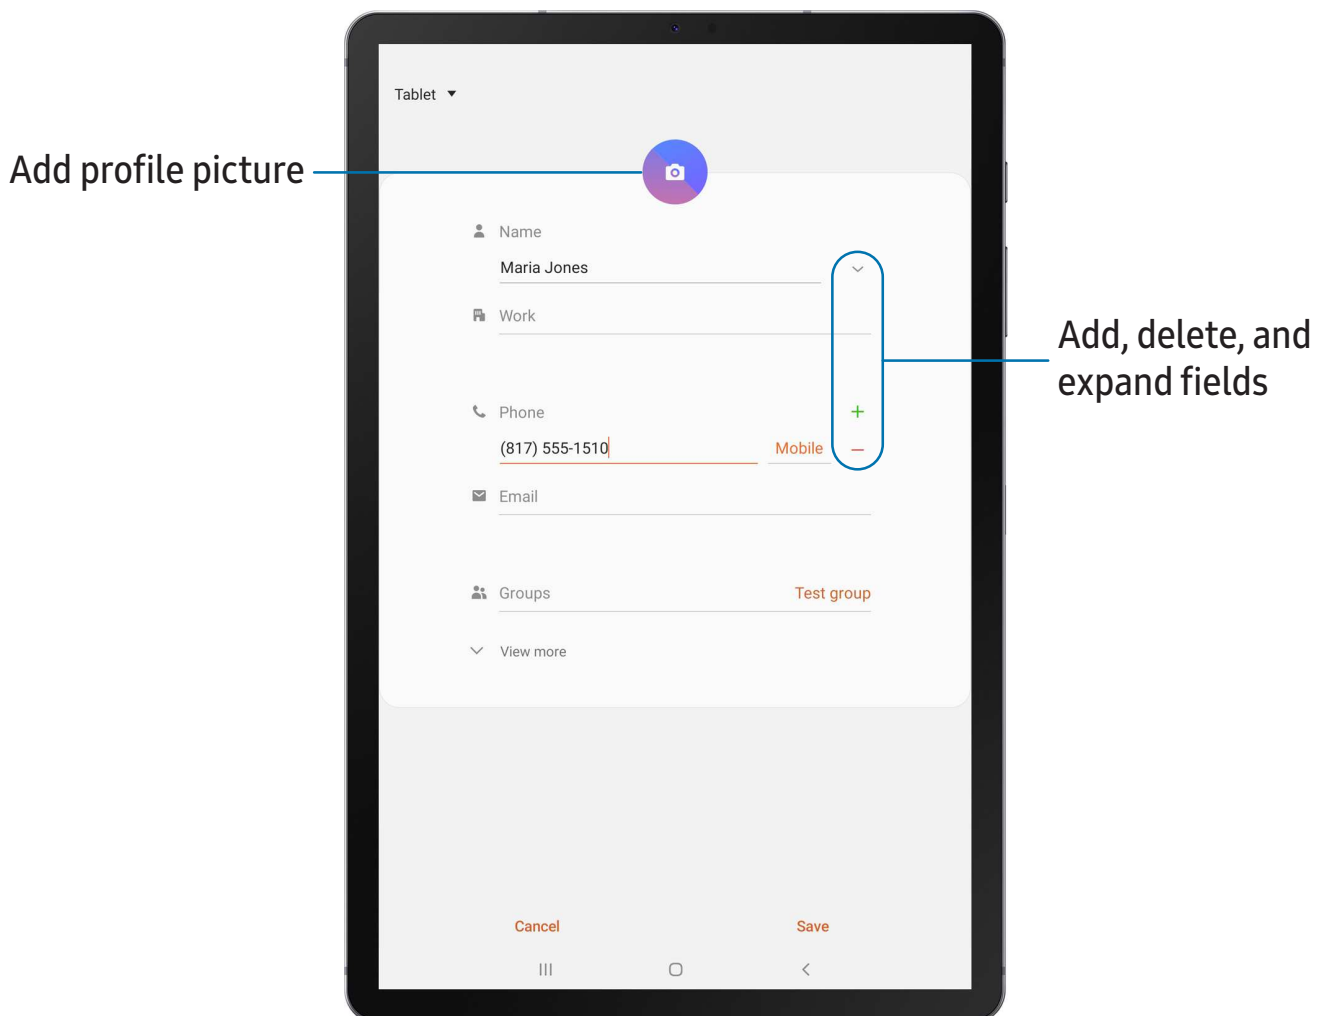 Tablet
Add profile picture
Name
Maria Jones
Work
Add, delete, and
expand fields
Phone
(817) 555-1510 Mobile
Email
Groups Test group
View more
Cancel Save